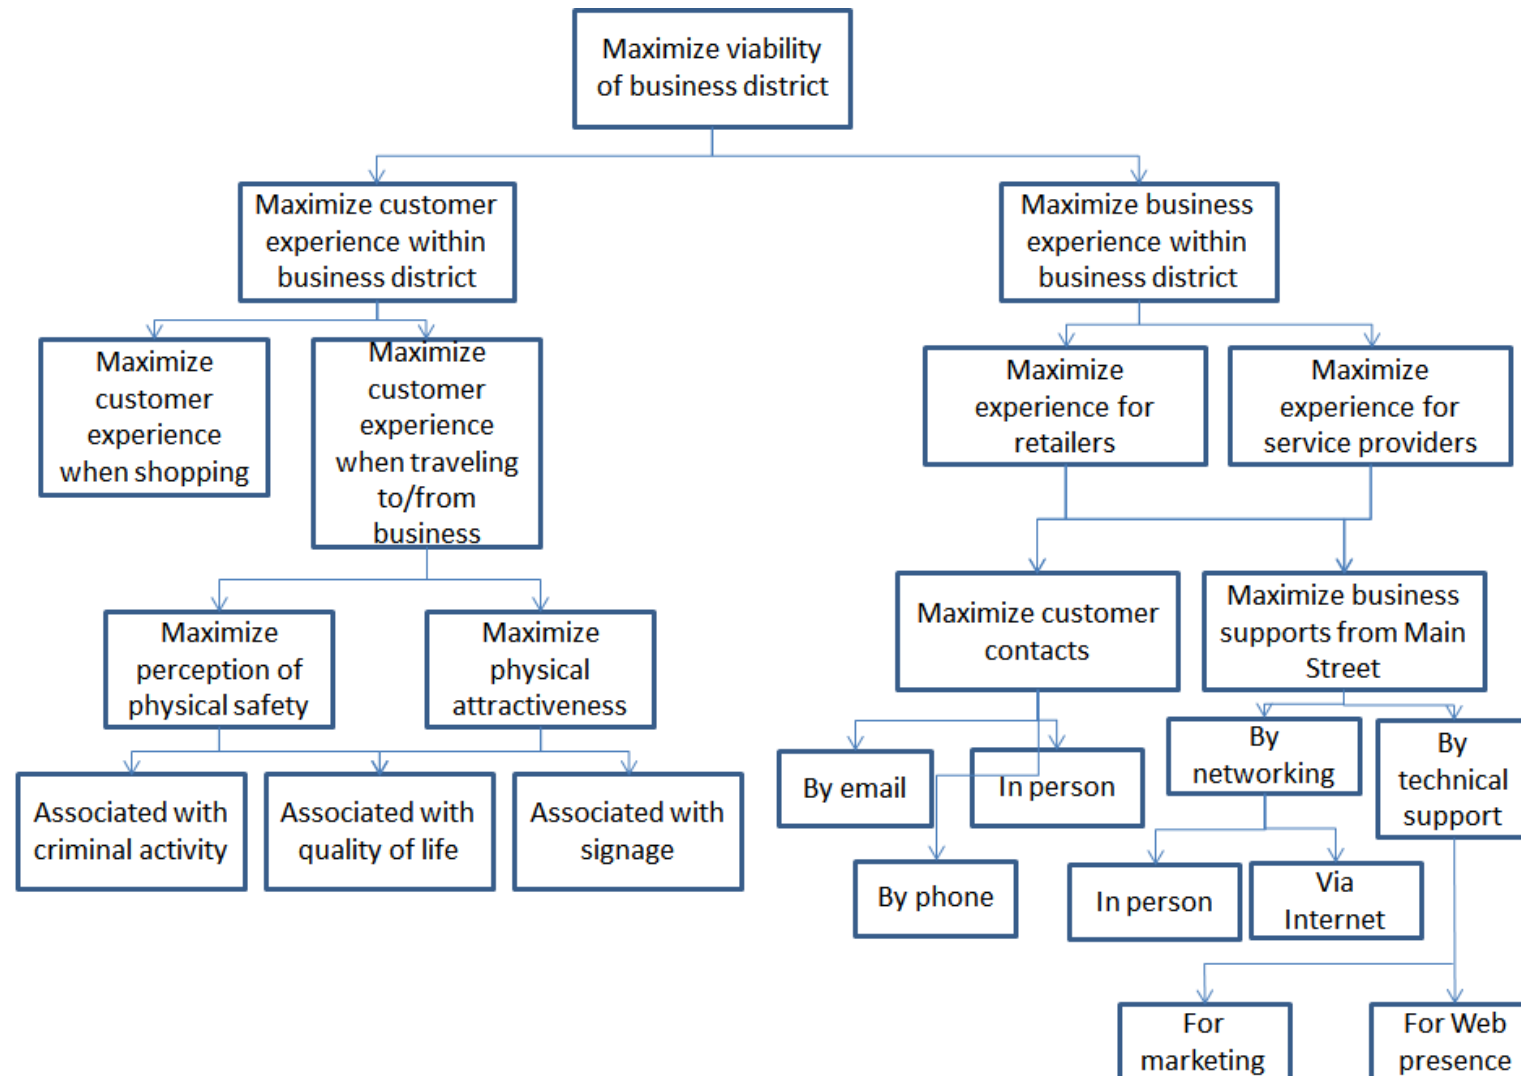 Maximize viability
of business district
Maximize customer
experience within
business district
Maximize business
experience within
business district
Maximize
customer
experience
when shopping
Maximize
customer
experience
when traveling
to/from
business
Maximize
experience for
retailers
Maximize
experience for
service providers
Maximize
perception of
physical safety
Maximize
physical
attractiveness
Maximize customer
contacts
Maximize business
supports from Main
Street
Associated with
criminal activity
Associated with
quality of life
Associated with
signage
By email
In person
By phone
By
networking
By
technical
support
In person
Via
Internet
For
marketing
For Web
presence